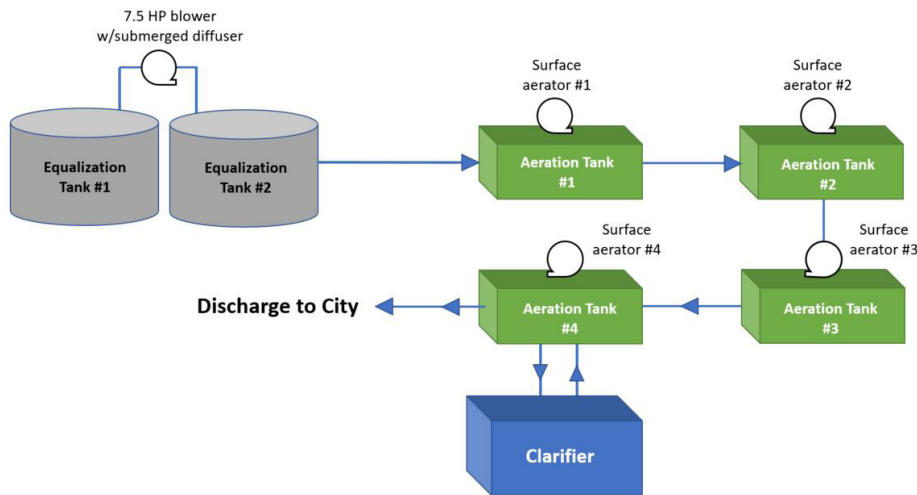 7.5 HP blower
w/submerged diffuser
Equalization
Tank #1
Equalization
Tank #2
Surface
aerator #1
Aeration Tank
#1
Surface
aerator #2
Aeration Tank
#2
Surface
aerator #3
Aeration Tank
#3
Surface
aerator #4
Aeration Tank
#4
Discharge to City
Clarifier